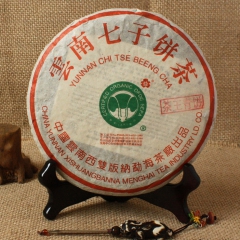 雲南七子餅茶
YUNNAN CHI TSE BEENG CHA
中國雲南西雙版納勐海茶廠出品
CHINA YUNNAN XISHUANGBANNA MENGHAI TEA INDUSTRY LD CO